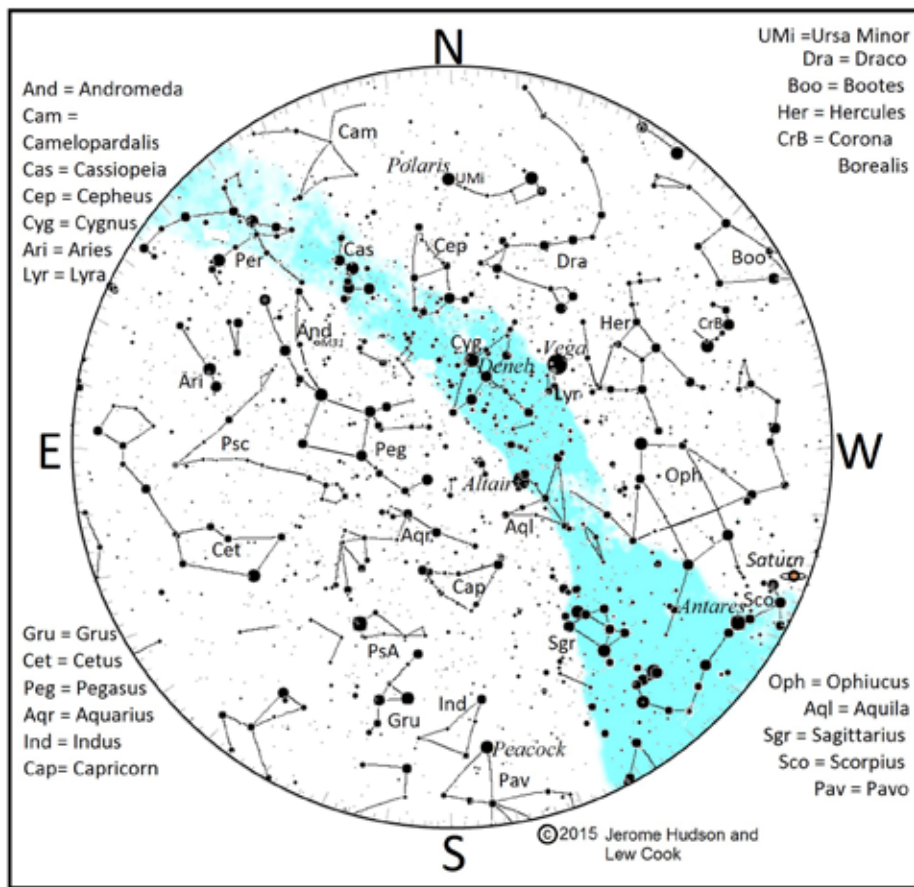 N
And = Andromeda
Cam =
Camelopardalis
Cas = Cassiopeia
Cep = Cepheus
Cyg = Cygnus
Ari = Aries
Lyr = Lyra
UMi =Ursa Minor
Dra = Draco
Boo = Bootes
Her = Hercules
CrB = Corona
Borealis
Cam
Polaris
UMi
Per
Cas
Cep
Dra
Boo
And
M31
Cyg
Deneb
Vega
Her
CrB
Ari
Lyr
E
Psc
Peg
Altair
Oph
W
Cet
Aqr
Aql
Cap
Saturn
Antares
Sco
PsA
Sgr
Gru
Ind
Peacock
Pav
Gru = Grus
Cet = Cetus
Peg = Pegasus
Aqr = Aquarius
Ind = Indus
Cap= Capricorn
Oph = Ophiucus
Aql = Aquila
Sgr = Sagittarius
Sco = Scorpius
Pav = Pavo
S
©2015 Jerome Hudson and
Lew Cook